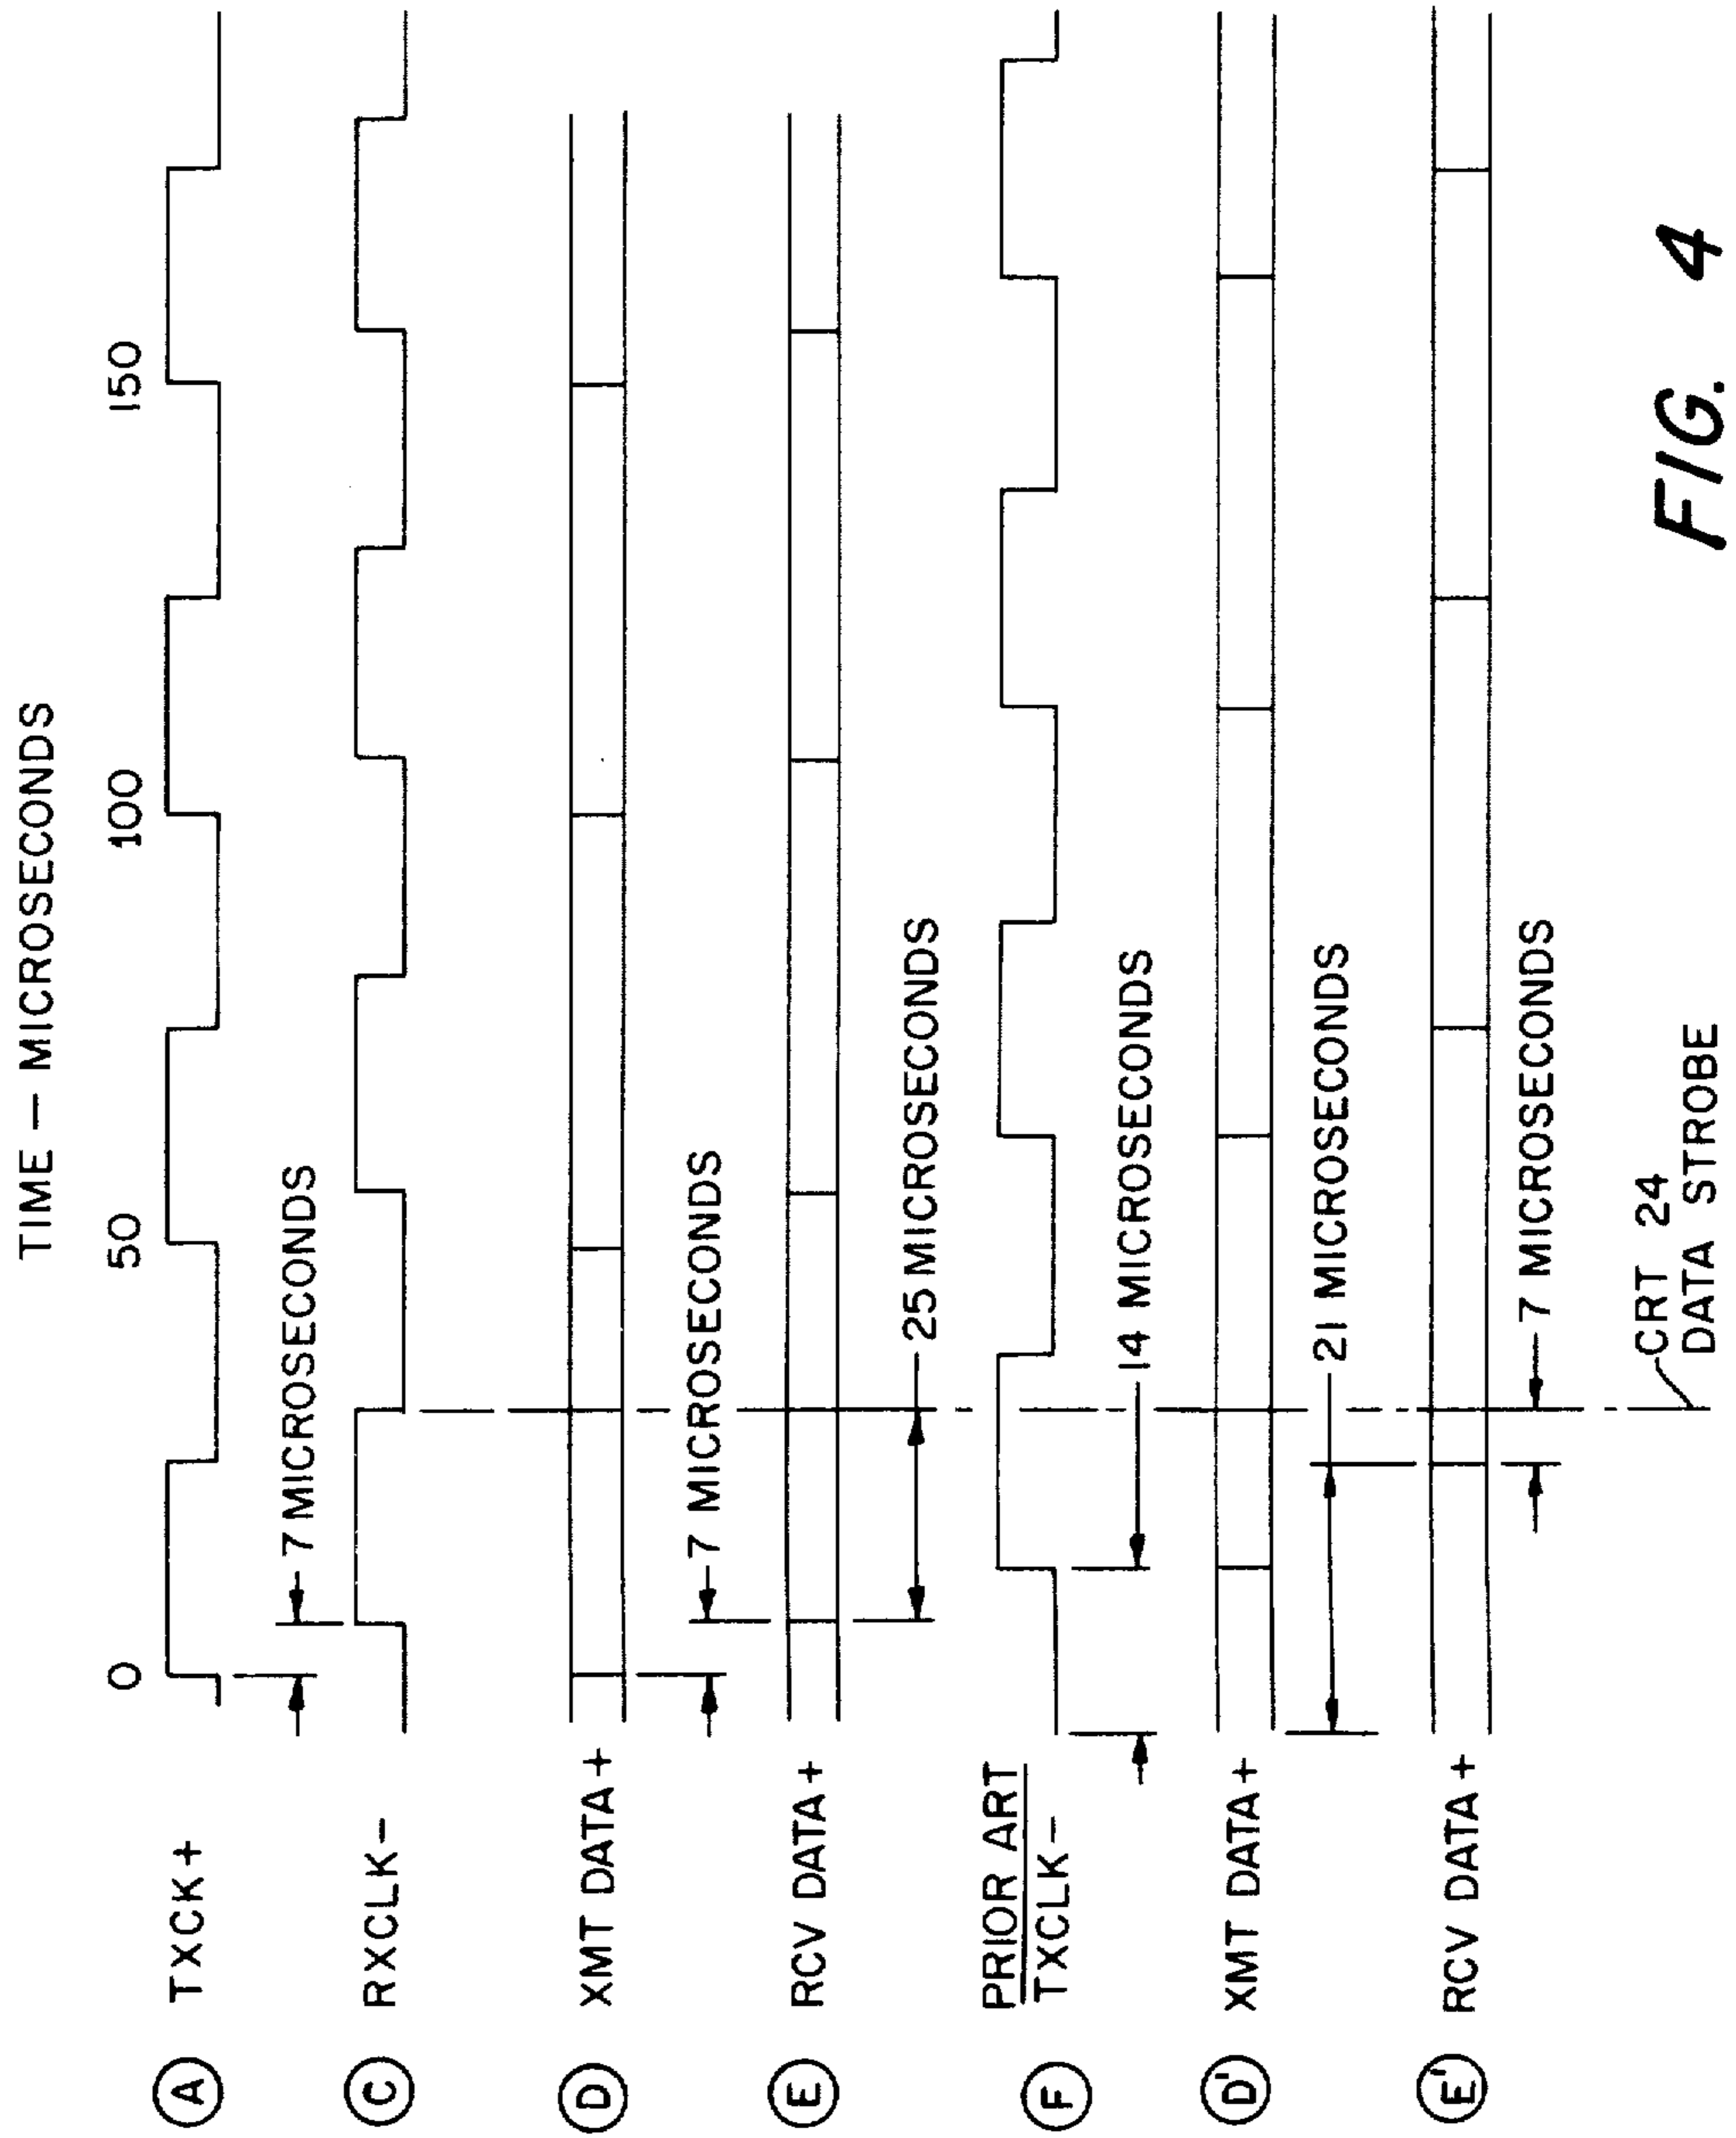 TIME — MICROSECONDS
0 50 100 150
A TXCK+
7 MICROSECONDS
C RXCLK-
D XMT DATA+
7 MICROSECONDS
E RCV DATA+
25 MICROSECONDS
PRIOR ART
F TXCLK-
14 MICROSECONDS
D' XMT DATA+
21 MICROSECONDS
E' RCV DATA+
7 MICROSECONDS
CRT 24
DATA STROBE
FIG. 4